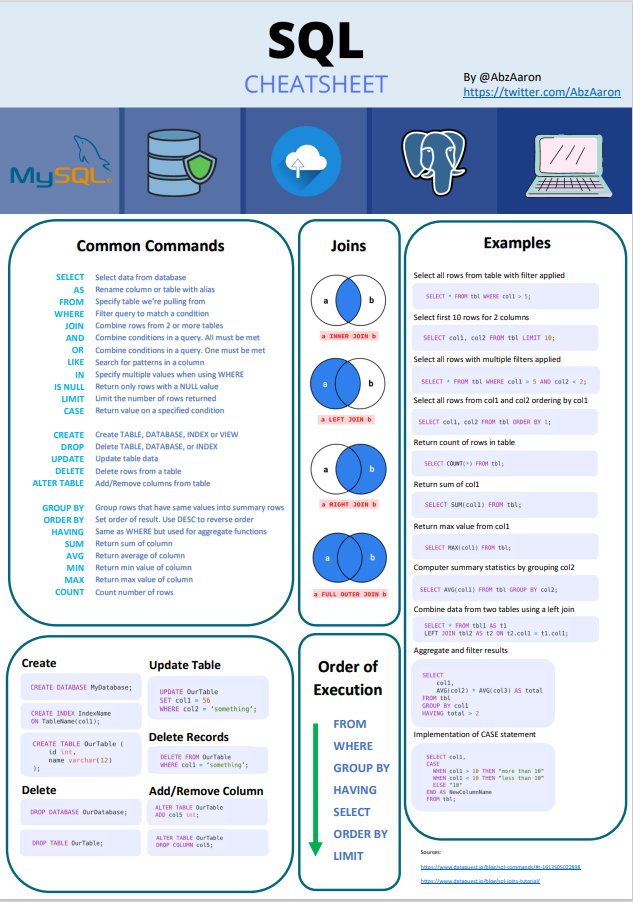 SQL
CHEATSHEET
By @AbzAaron
https://twitter.com/AbzAaron
MySQL
Common Commands
SELECT Select data from database
AS Rename column or table with alias
FROM Specify table we're pulling from
WHERE Filter query to match a condition
JOIN Combine rows from 2 or more tables
AND Combine conditions in a query. All must be met
OR Combine conditions in a query. One must be met
LIKE Search for patterns in a column
IN Specify multiple values when using WHERE
IS NULL Return only rows with a NULL value
LIMIT Limit the number of rows returned
CASE Return value on a specified condition
CREATE Create TABLE, DATABASE, INDEX or VIEW
DROP Delete TABLE, DATABASE, or INDEX
UPDATE Update table data
DELETE Delete rows from a table
ALTER TABLE Add/Remove columns from table
GROUP BY Group rows that have same values into summary rows
ORDER BY Set order of result. Use DESC to reverse order
HAVING Same as WHERE but used for aggregate functions
SUM Return sum of column
AVG Return average of column
MIN Return min value of column
MAX Return max value of column
COUNT Count number of rows
Joins
a b
a INNER JOIN b
a b
a LEFT JOIN b
a b
a RIGHT JOIN b
a b
a FULL OUTER JOIN b
Examples
Select all rows from table with filter applied
SELECT * FROM tbl WHERE col1 > 5;
Select first 10 rows for 2 columns
SELECT col1, col2 FROM tbl LIMIT 10;
Select all rows with multiple filters applied
SELECT * FROM tbl WHERE col1 > 5 AND col2 < 2;
Select all rows from col1 and col2 ordering by col1
SELECT col1, col2 FROM tbl ORDER BY 1;
Return count of rows in table
SELECT COUNT(*) FROM tbl;
Return sum of col1
SELECT SUM(col1) FROM tbl;
Return max value from col1
SELECT MAX(col1) FROM tbl;
Computer summary statistics by grouping col2
SELECT AVG(col1) FROM tbl GROUP BY col2;
Combine data from two tables using a left join
SELECT * FROM tbl1 AS t1
LEFT JOIN tbl2 AS t2 ON t2.col1 = t1.col1;
Aggregate and filter results
SELECT
col1,
AVG(col2) * AVG(col3) AS total
FROM tbl
GROUP BY col1
HAVING total > 2
Implementation of CASE statement
SELECT col1,
CASE
WHEN col1 > 10 THEN "more than 10"
WHEN col1 < 10 THEN "less than 10"
ELSE "10"
END AS NewColumnName
FROM tbl;
Create
CREATE DATABASE MyDatabase;
CREATE INDEX IndexName
ON TableName(col1);
CREATE TABLE OurTable (
id int,
name varchar(12)
);
Delete
DROP DATABASE OurDatabase;
DROP TABLE OurTable;
Update Table
UPDATE OurTable
SET col1 = 56
WHERE col2 = 'something';
Delete Records
DELETE FROM OurTable
WHERE col1 = 'something';
Add/Remove Column
ALTER TABLE OurTable
ADD col5 int;
ALTER TABLE OurTable
DROP COLUMN col5;
Order of
Execution
FROM
WHERE
GROUP BY
HAVING
SELECT
ORDER BY
LIMIT
Sources:
https://www.dataquest.io/blog/sql-joins-tutorial/